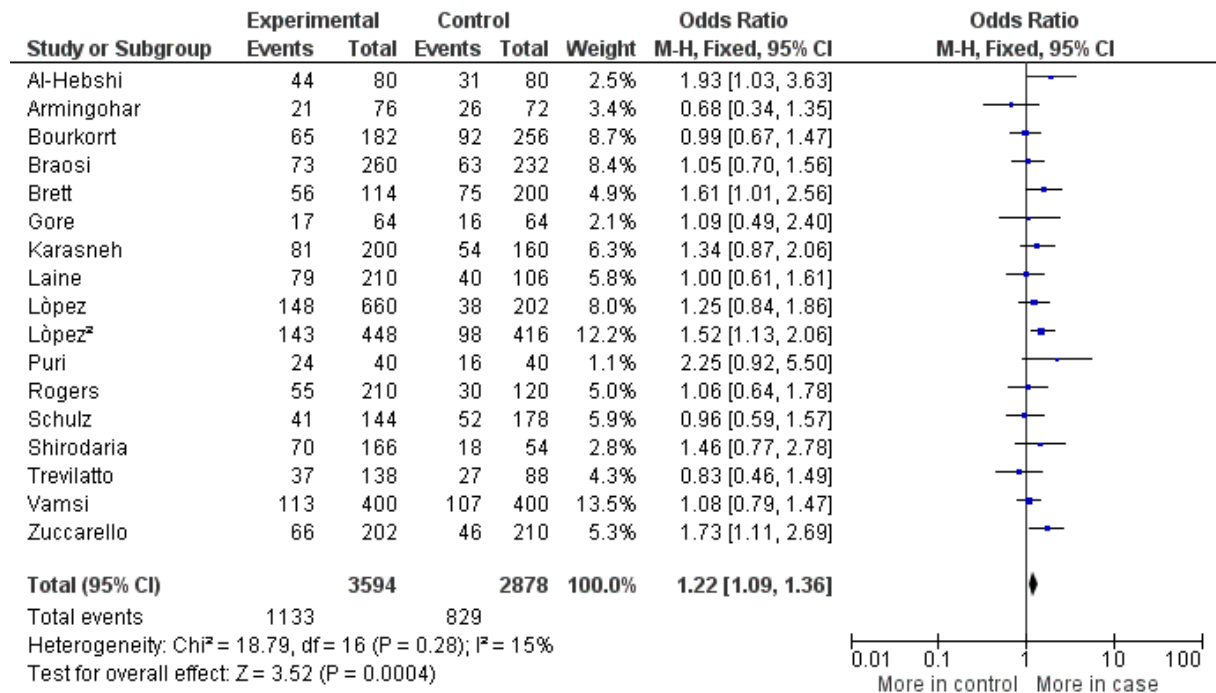 Experimental Control Odds Ratio Odds Ratio
Study or Subgroup Events Total Events Total Weight M-H, Fixed, 95% CI M-H, Fixed, 95% CI
Al-Hebshi 44 80 31 80 2.5% 1.93 [1.03, 3.63]
Armingohar 21 76 26 72 3.4% 0.68 [0.34, 1.35]
Bourkorrt 65 182 92 256 8.7% 0.99 [0.67, 1.47]
Braosi 73 260 63 232 8.4% 1.05 [0.70, 1.56]
Brett 56 114 75 200 4.9% 1.61 [1.01, 2.56]
Gore 17 64 16 64 2.1% 1.09 [0.49, 2.40]
Karasneh 81 200 54 160 6.3% 1.34 [0.87, 2.06]
Laine 79 210 40 106 5.8% 1.00 [0.61, 1.61]
Lòpez 148 660 38 202 8.0% 1.25 [0.84, 1.86]
Lòpez² 143 448 98 416 12.2% 1.52 [1.13, 2.06]
Puri 24 40 16 40 1.1% 2.25 [0.92, 5.50]
Rogers 55 210 30 120 5.0% 1.06 [0.64, 1.78]
Schulz 41 144 52 178 5.9% 0.96 [0.59, 1.57]
Shirodaria 70 166 18 54 2.8% 1.46 [0.77, 2.78]
Trevilatto 37 138 27 88 4.3% 0.83 [0.46, 1.49]
Vamsi 113 400 107 400 13.5% 1.08 [0.79, 1.47]
Zuccarello 66 202 46 210 5.3% 1.73 [1.11, 2.69]
Total (95% CI) 3594 2878 100.0% 1.22 [1.09, 1.36]
Total events 1133 829
Heterogeneity: Chi² = 18.79, df = 16 (P = 0.28); I² = 15%
Test for overall effect: Z = 3.52 (P = 0.0004)
0.01 0.1 1 10 100
More in control More in case